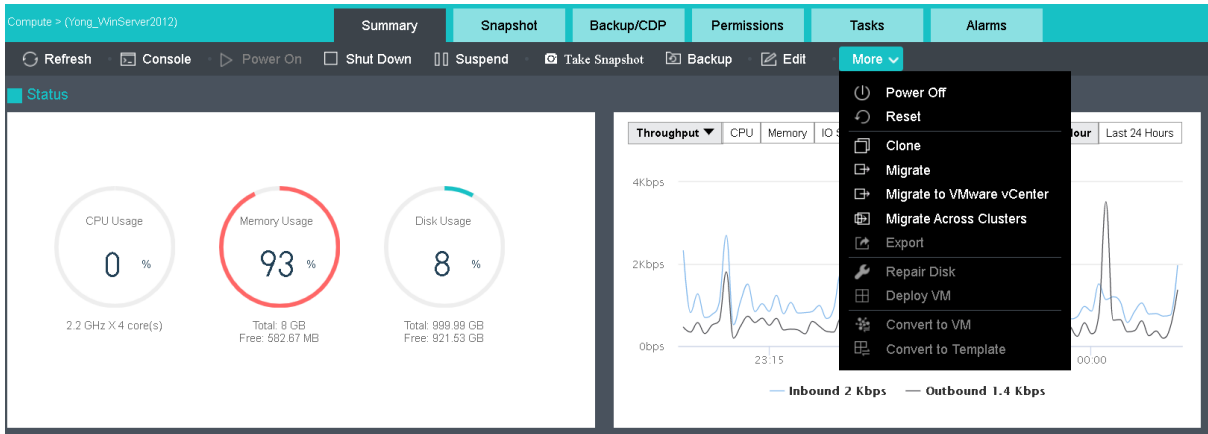 Compute > (Yong_WinServer2012) Summary Snapshot Backup/CDP Permissions Tasks Alarms
Refresh Console Power On Shut Down Suspend Take Snapshot Backup Edit More
Status
Power Off
Reset
Clone
Migrate
Migrate to VMware vCenter
Migrate Across Clusters
Export
Repair Disk
Deploy VM
Convert to VM
Convert to Template
CPU Usage
0 %
2.2 GHz X 4 core(s)
Memory Usage
93 %
Total: 8 GB
Free: 582.67 MB
Disk Usage
8 %
Total: 999.99 GB
Free: 921.53 GB
Throughput CPU Memory IO Last 24 Hours
4Kbps
2Kbps
0bps
23:15 00:00
Inbound 2 Kbps Outbound 1.4 Kbps